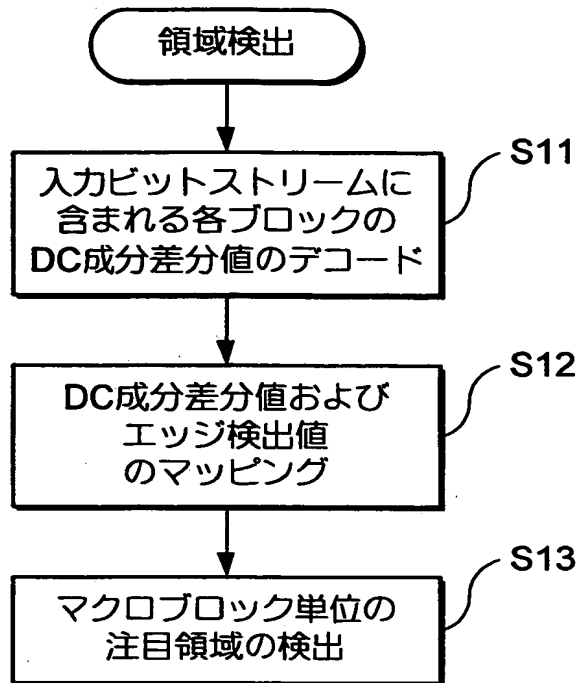 領域検出
S11
入力ビットストリームに
含まれる各ブロックの
DC成分差分値のデコード
S12
DC成分差分値および
エッジ検出値
のマッピング
S13
マクロブロック単位の
注目領域の検出